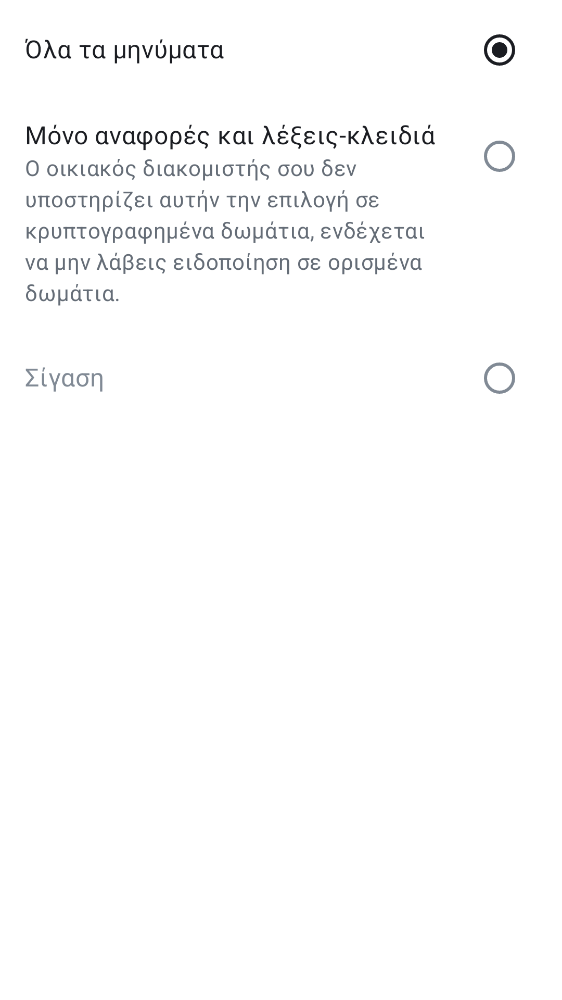 Όλα τα μηνύματα
Μόνο αναφορές και λέξεις-κλειδιά
Ο οικιακός διακομιστής σου δεν
υποστηρίζει αυτήν την επιλογή σε
κρυπτογραφημένα δωμάτια, ενδέχεται
να μην λάβεις ειδοποίηση σε ορισμένα
δωμάτια.
Σίγαση